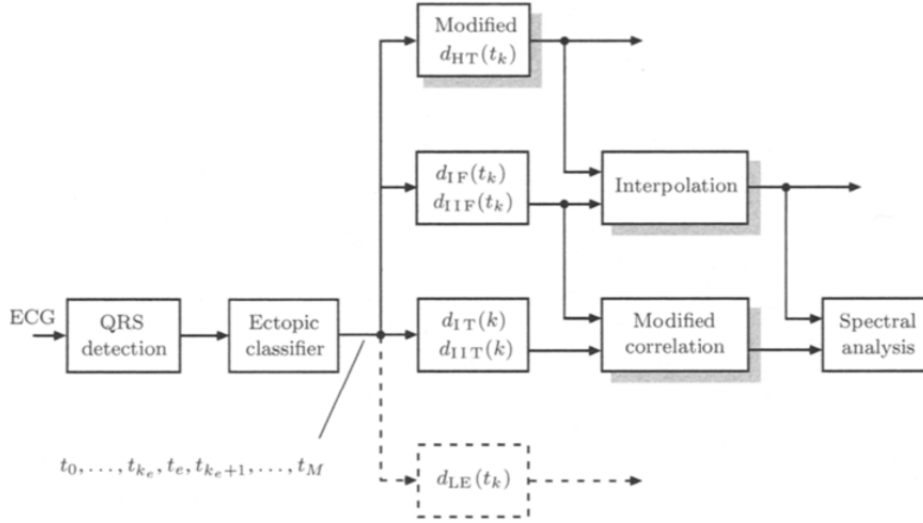 Modified
d_HT(t_k)
d_IF(t_k)
d_IIF(t_k)
Interpolation
ECG
QRS
detection
Ectopic
classifier
d_IT(k)
d_IIT(k)
Modified
correlation
Spectral
analysis
t_0, . . . , t_{k_e}, t_e, t_{k_e+1}, . . . , t_M
d_LE(t_k)